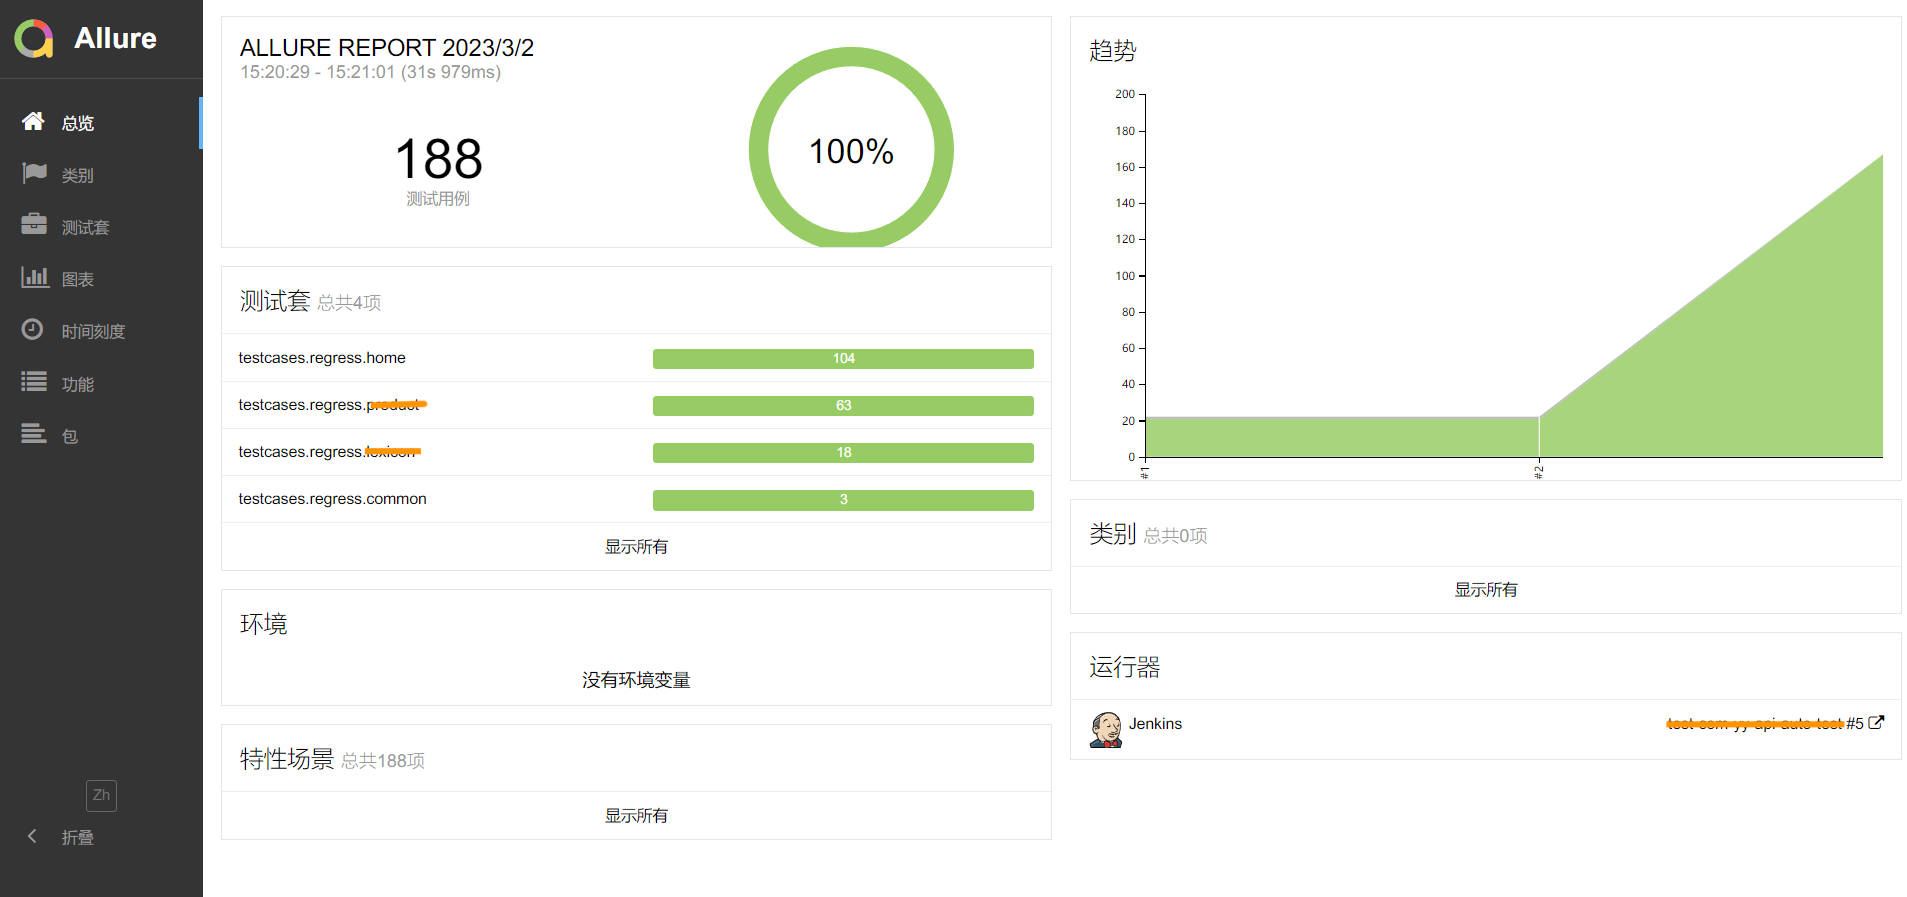 Allure
总览
类别
测试套
图表
时间刻度
功能
包
Zh
折叠
ALLURE REPORT 2023/3/2
15:20:29 - 15:21:01 (31s 979ms)
188
测试用例
100%
测试套 总共4项
testcases.regress.home 104
testcases.regress.product 63
testcases.regress.lexicon 18
testcases.regress.common 3
显示所有
环境
没有环境变量
特性场景 总共188项
显示所有
趋势
200
180
160
140
120
100
80
60
40
20
0
#1
#2
类别 总共0项
显示所有
运行器
Jenkins #5